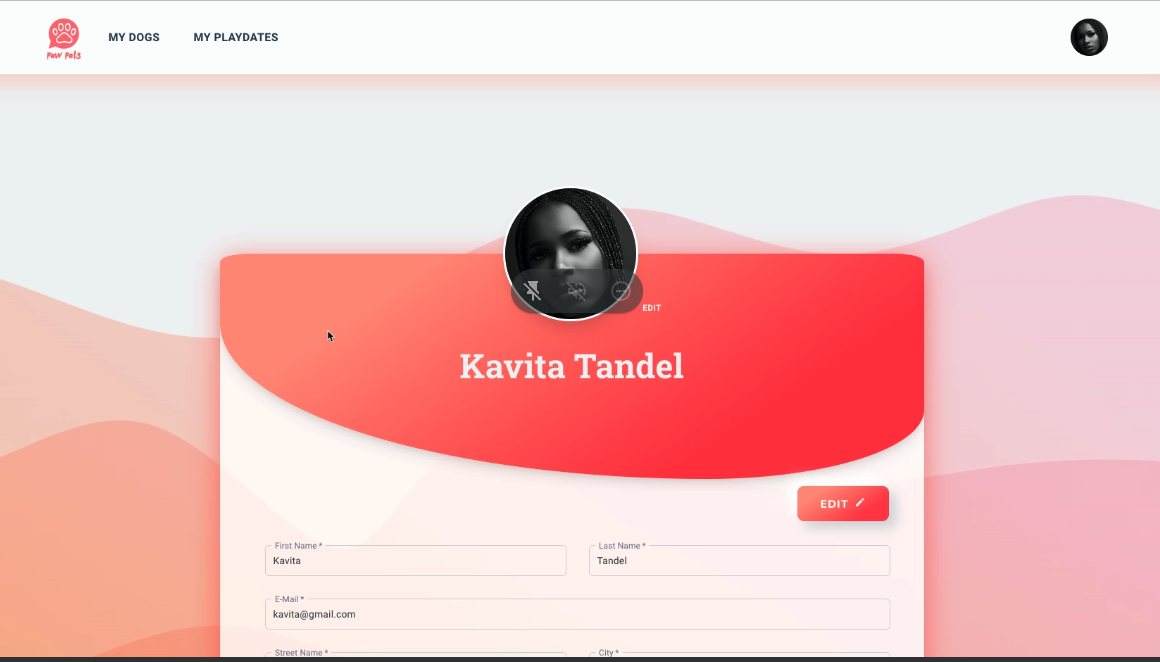 Paw Pals
MY DOGS MY PLAYDATES
EDIT
Kavita Tandel
EDIT
First Name * Last Name *
Kavita Tandel
E-Mail *
kavita@gmail.com
Street Name * City *